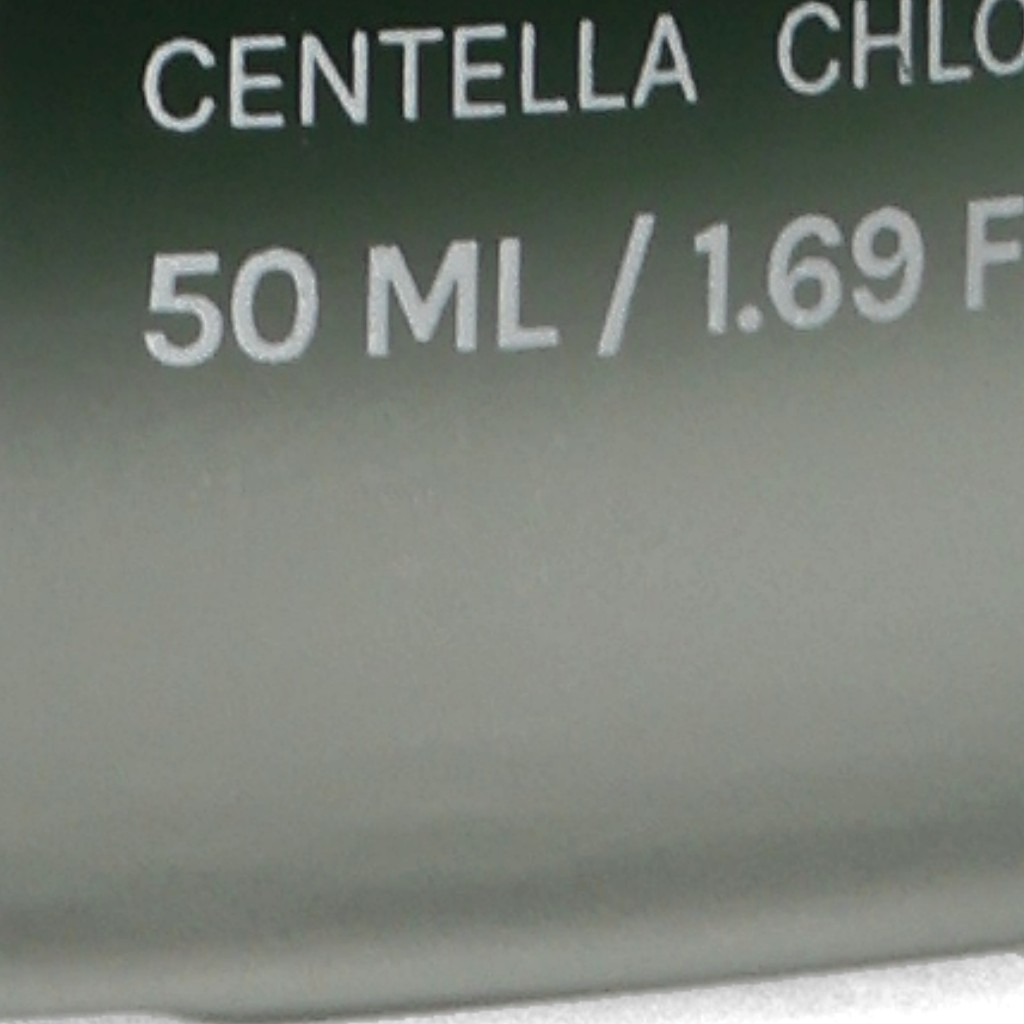 CENTELLA CHLO
50 ML / 1.69 F